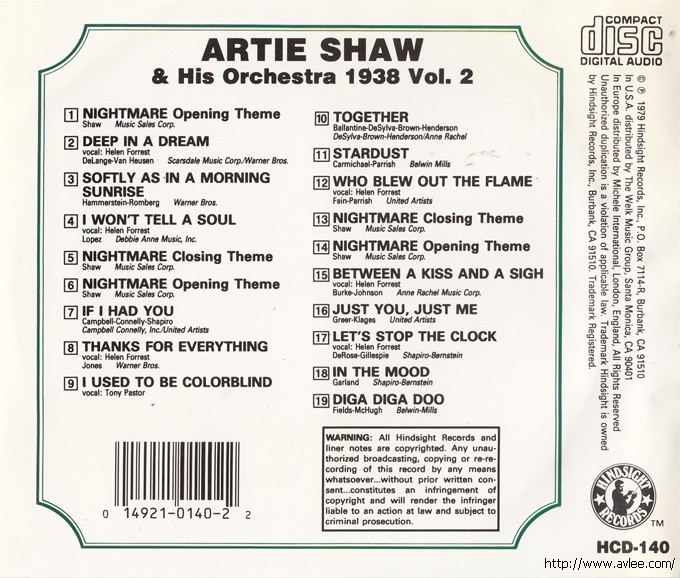 ARTIE SHAW
& His Orchestra 1938 Vol. 2
1 NIGHTMARE Opening Theme
Shaw Music Sales Corp.
2 DEEP IN A DREAM
vocal: Helen Forrest
DeLange-Van Heusen Scarsdale Music Corp./Warner Bros.
3 SOFTLY AS IN A MORNING
SUNRISE
Hammerstein-Romberg Warner Bros.
4 I WON'T TELL A SOUL
vocal: Helen Forrest
Lopez Debbie Anne Music, Inc.
5 NIGHTMARE Closing Theme
Shaw Music Sales Corp.
6 NIGHTMARE Opening Theme
Shaw Music Sales Corp.
7 IF I HAD YOU
Campbell-Connelly-Shapiro
Campbell Connelly, Inc/United Artists
8 THANKS FOR EVERYTHING
vocal: Helen Forrest
Jones Warner Bros.
9 I USED TO BE COLORBLIND
vocal: Tony Pastor
10 TOGETHER
Ballantine-DeSylva-Brown-Henderson
DeSylva-Brown-Henderson/Anne Rachel
11 STARDUST
Carmichael-Parrish Belwin Mills
12 WHO BLEW OUT THE FLAME
vocal: Helen Forrest
Fain-Parrish United Artists
13 NIGHTMARE Closing Theme
Shaw Music Sales Corp.
14 NIGHTMARE Opening Theme
Shaw Music Sales Corp.
15 BETWEEN A KISS AND A SIGH
vocal: Helen Forrest
Burke-Johnson Anne Rachel Music Corp.
16 JUST YOU, JUST ME
Greer-Klages United Artists
17 LET'S STOP THE CLOCK
vocal: Helen Forrest
DeRose-Gillespie Shapiro-Bernstein
18 IN THE MOOD
Garland Shapiro-Bernstein
19 DIGA DIGA DOO
Fields-McHugh Belwin-Mills
WARNING: All Hindsight Records and
liner notes are copyrighted. Any unau-
thorized broadcasting, copying or re-re-
cording of this record by any means
whatsoever...without prior written con-
sent...constitutes an infringement of
copyright and will render the infringer
liable to an action at law and subject to
criminal prosecution.
0 14921-0140-2 2
COMPACT
disc
DIGITAL AUDIO
© ℗ 1979 Hindsight Records, Inc., P.O. Box 7114-R, Burbank, CA 91510
In U.S.A. distributed by The Welk Music Group, Santa Monica, CA 90401
In Europe distributed by Michele International, London, England. All Rights Reserved
Unauthorized duplication is a violation of applicable law. Trademark Hindsight is owned
by Hindsight Records, Inc., Burbank, CA 91510. Trademark Registered.
HINDSIGHT
RECORDS
TM
HCD-140
http://www.avlee.com/